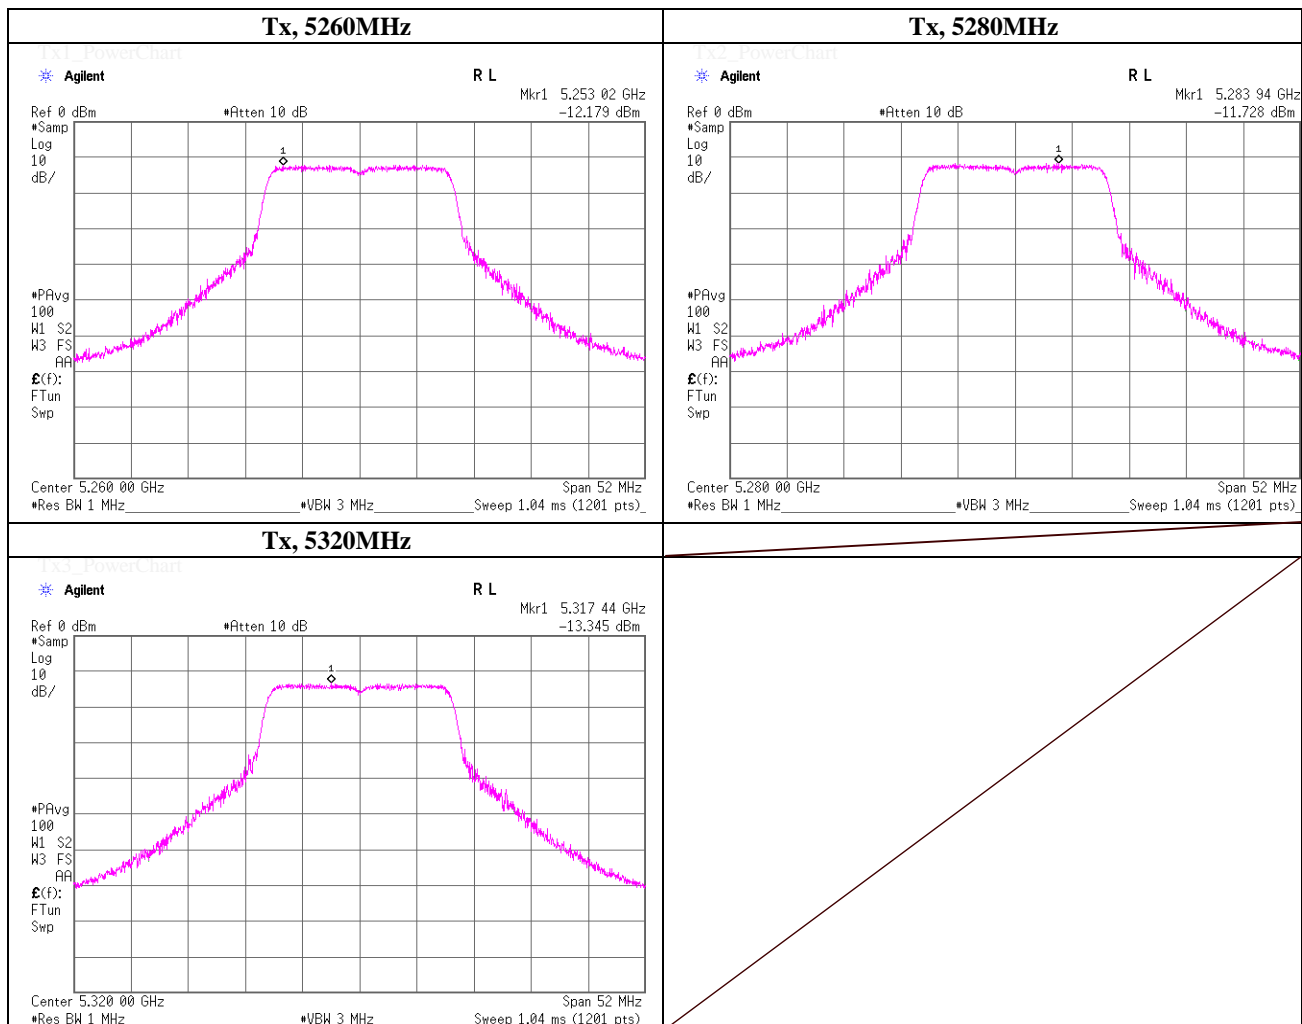 Tx, 5260MHz
Tx1_PowerChart
Agilent
R L
Mkr1 5.253 02 GHz
Ref 0 dBm
#Atten 10 dB
-12.179 dBm
#Samp
Log
10
dB/
1
#PAvg
100
W1 S2
W3 FS
AA
£(f):
FTun
Swp
Center 5.260 00 GHz
Span 52 MHz
#Res BW 1 MHz
#VBW 3 MHz
Sweep 1.04 ms (1201 pts)
Tx, 5280MHz
Tx2_PowerChart
Agilent
R L
Mkr1 5.283 94 GHz
Ref 0 dBm
#Atten 10 dB
-11.728 dBm
#Samp
Log
10
dB/
1
#PAvg
100
W1 S2
W3 FS
AA
£(f):
FTun
Swp
Center 5.280 00 GHz
Span 52 MHz
#Res BW 1 MHz
#VBW 3 MHz
Sweep 1.04 ms (1201 pts)
Tx, 5320MHz
Tx3_PowerChart
Agilent
R L
Mkr1 5.317 44 GHz
Ref 0 dBm
#Atten 10 dB
-13.345 dBm
#Samp
Log
10
dB/
1
#PAvg
100
W1 S2
W3 FS
AA
£(f):
FTun
Swp
Center 5.320 00 GHz
Span 52 MHz
#Res BW 1 MHz
#VBW 3 MHz
Sweep 1.04 ms (1201 pts)